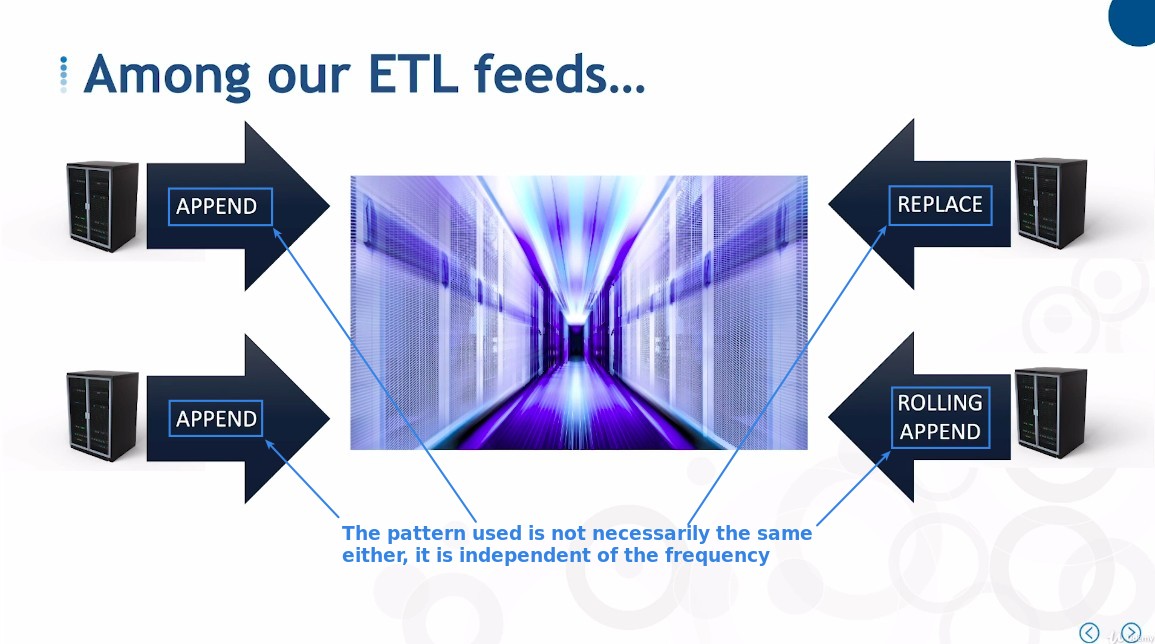 Among our ETL feeds...
APPEND
REPLACE
APPEND
ROLLING
APPEND
The pattern used is not necessarily the same
either, it is independent of the frequency